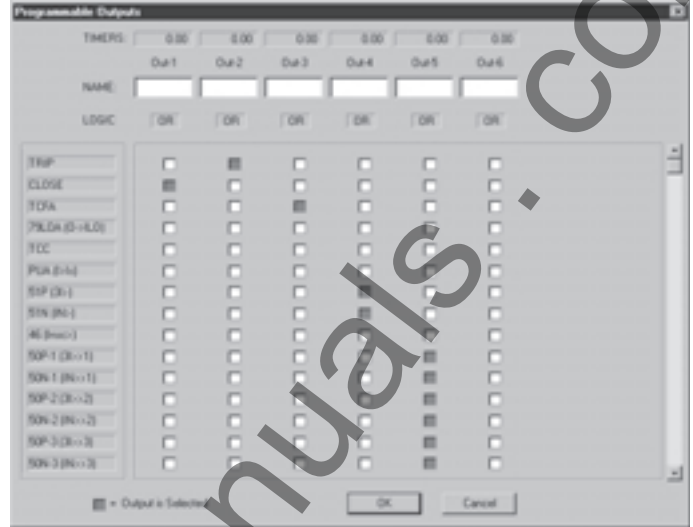 Programmable Outputs
TIMERS: 0.00 0.00 0.00 0.00 0.00 0.00
Out-1 Out-2 Out-3 Out-4 Out-5 Out-6
NAME:
LOGIC OR OR OR OR OR OR
TRIP
CLOSE
TCFA
79LOA
TCC
PUA
51P (3I>)
51N (IN>)
46
50P-1 (3I>>1)
50N-1 (IN>>1)
50P-2 (3I>>2)
50N-2 (IN>>2)
50P-3 (3I>>3)
50N-3 (IN>>3)
= Output is Selected
OK Cancel
nuals.co